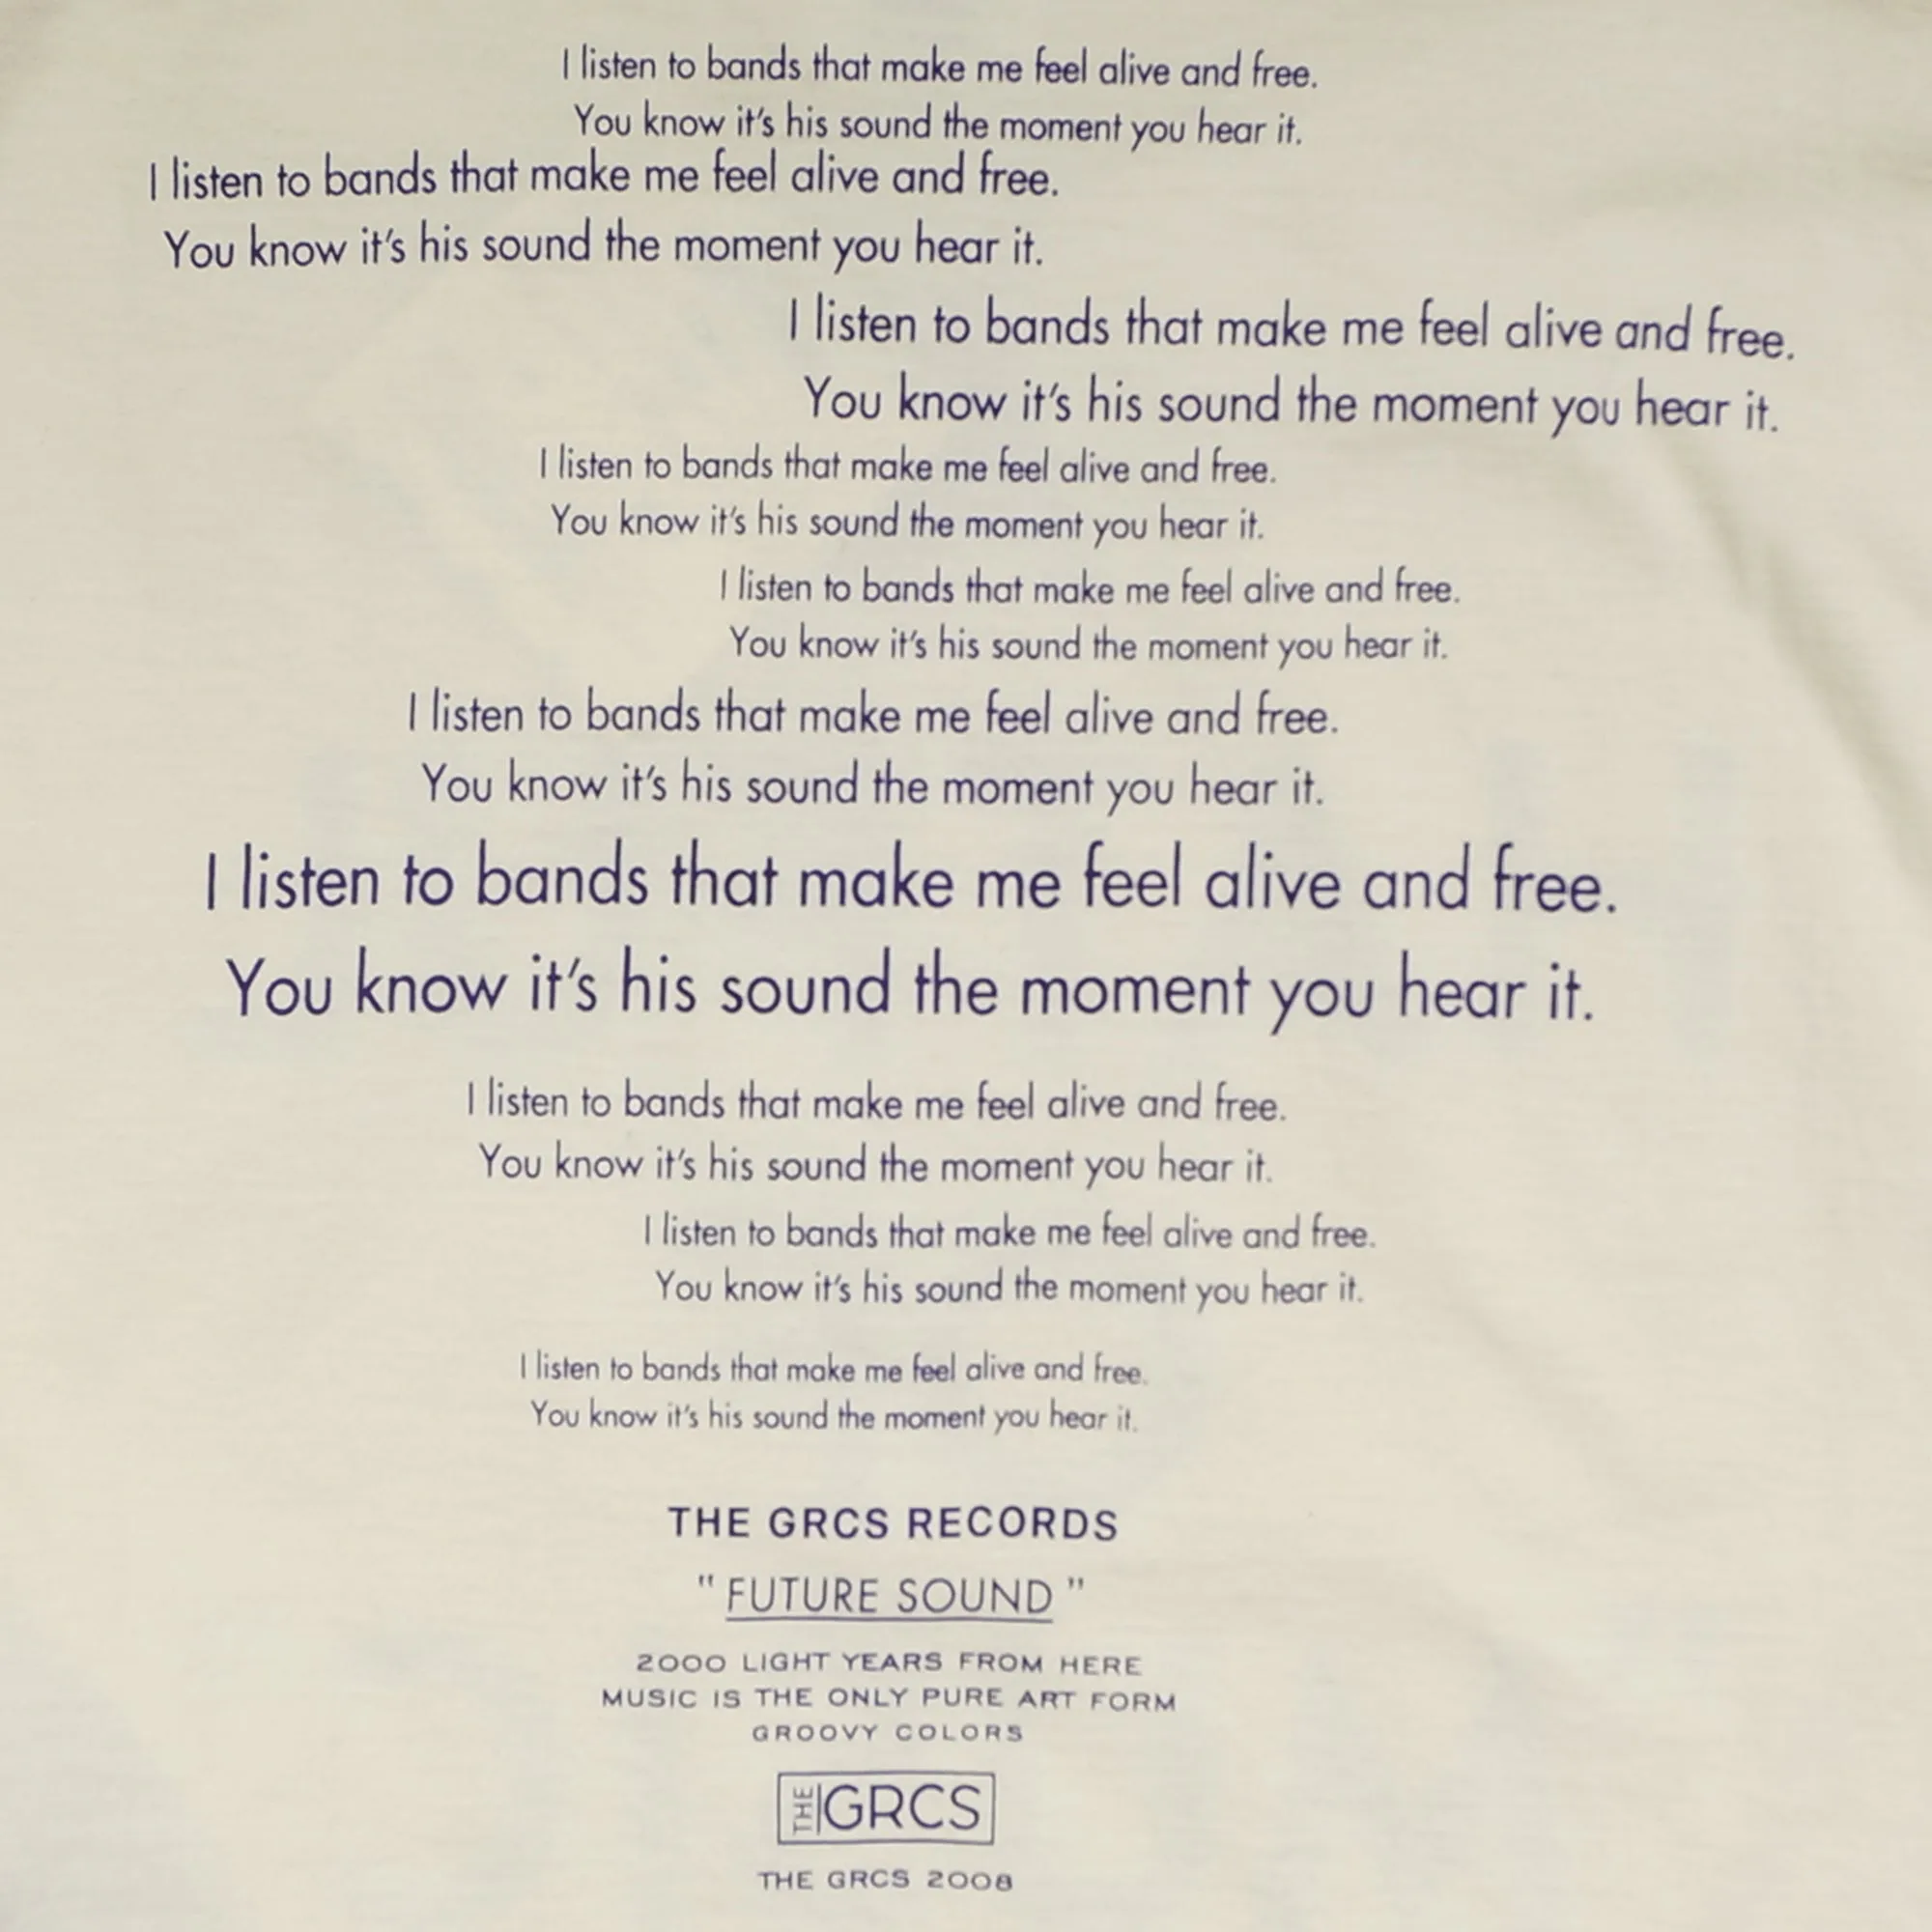 I listen to bands that make me feel alive and free.
You know it's his sound the moment you hear it.
I listen to bands that make me feel alive and free.
You know it's his sound the moment you hear it.
I listen to bands that make me feel alive and free.
You know it's his sound the moment you hear it.
I listen to bands that make me feel alive and free.
You know it's his sound the moment you hear it.
I listen to bands that make me feel alive and free.
You know it's his sound the moment you hear it.
I listen to bands that make me feel alive and free.
You know it's his sound the moment you hear it.
I listen to bands that make me feel alive and free.
You know it's his sound the moment you hear it.
I listen to bands that make me feel alive and free.
You know it's his sound the moment you hear it.
I listen to bands that make me feel alive and free.
You know it's his sound the moment you hear it.
I listen to bands that make me feel alive and free.
You know it's his sound the moment you hear it.
THE GRCS RECORDS
" FUTURE SOUND "
2000 LIGHT YEARS FROM HERE
MUSIC IS THE ONLY PURE ART FORM
GROOVY COLORS
THE GRCS
THE GRCS 2008